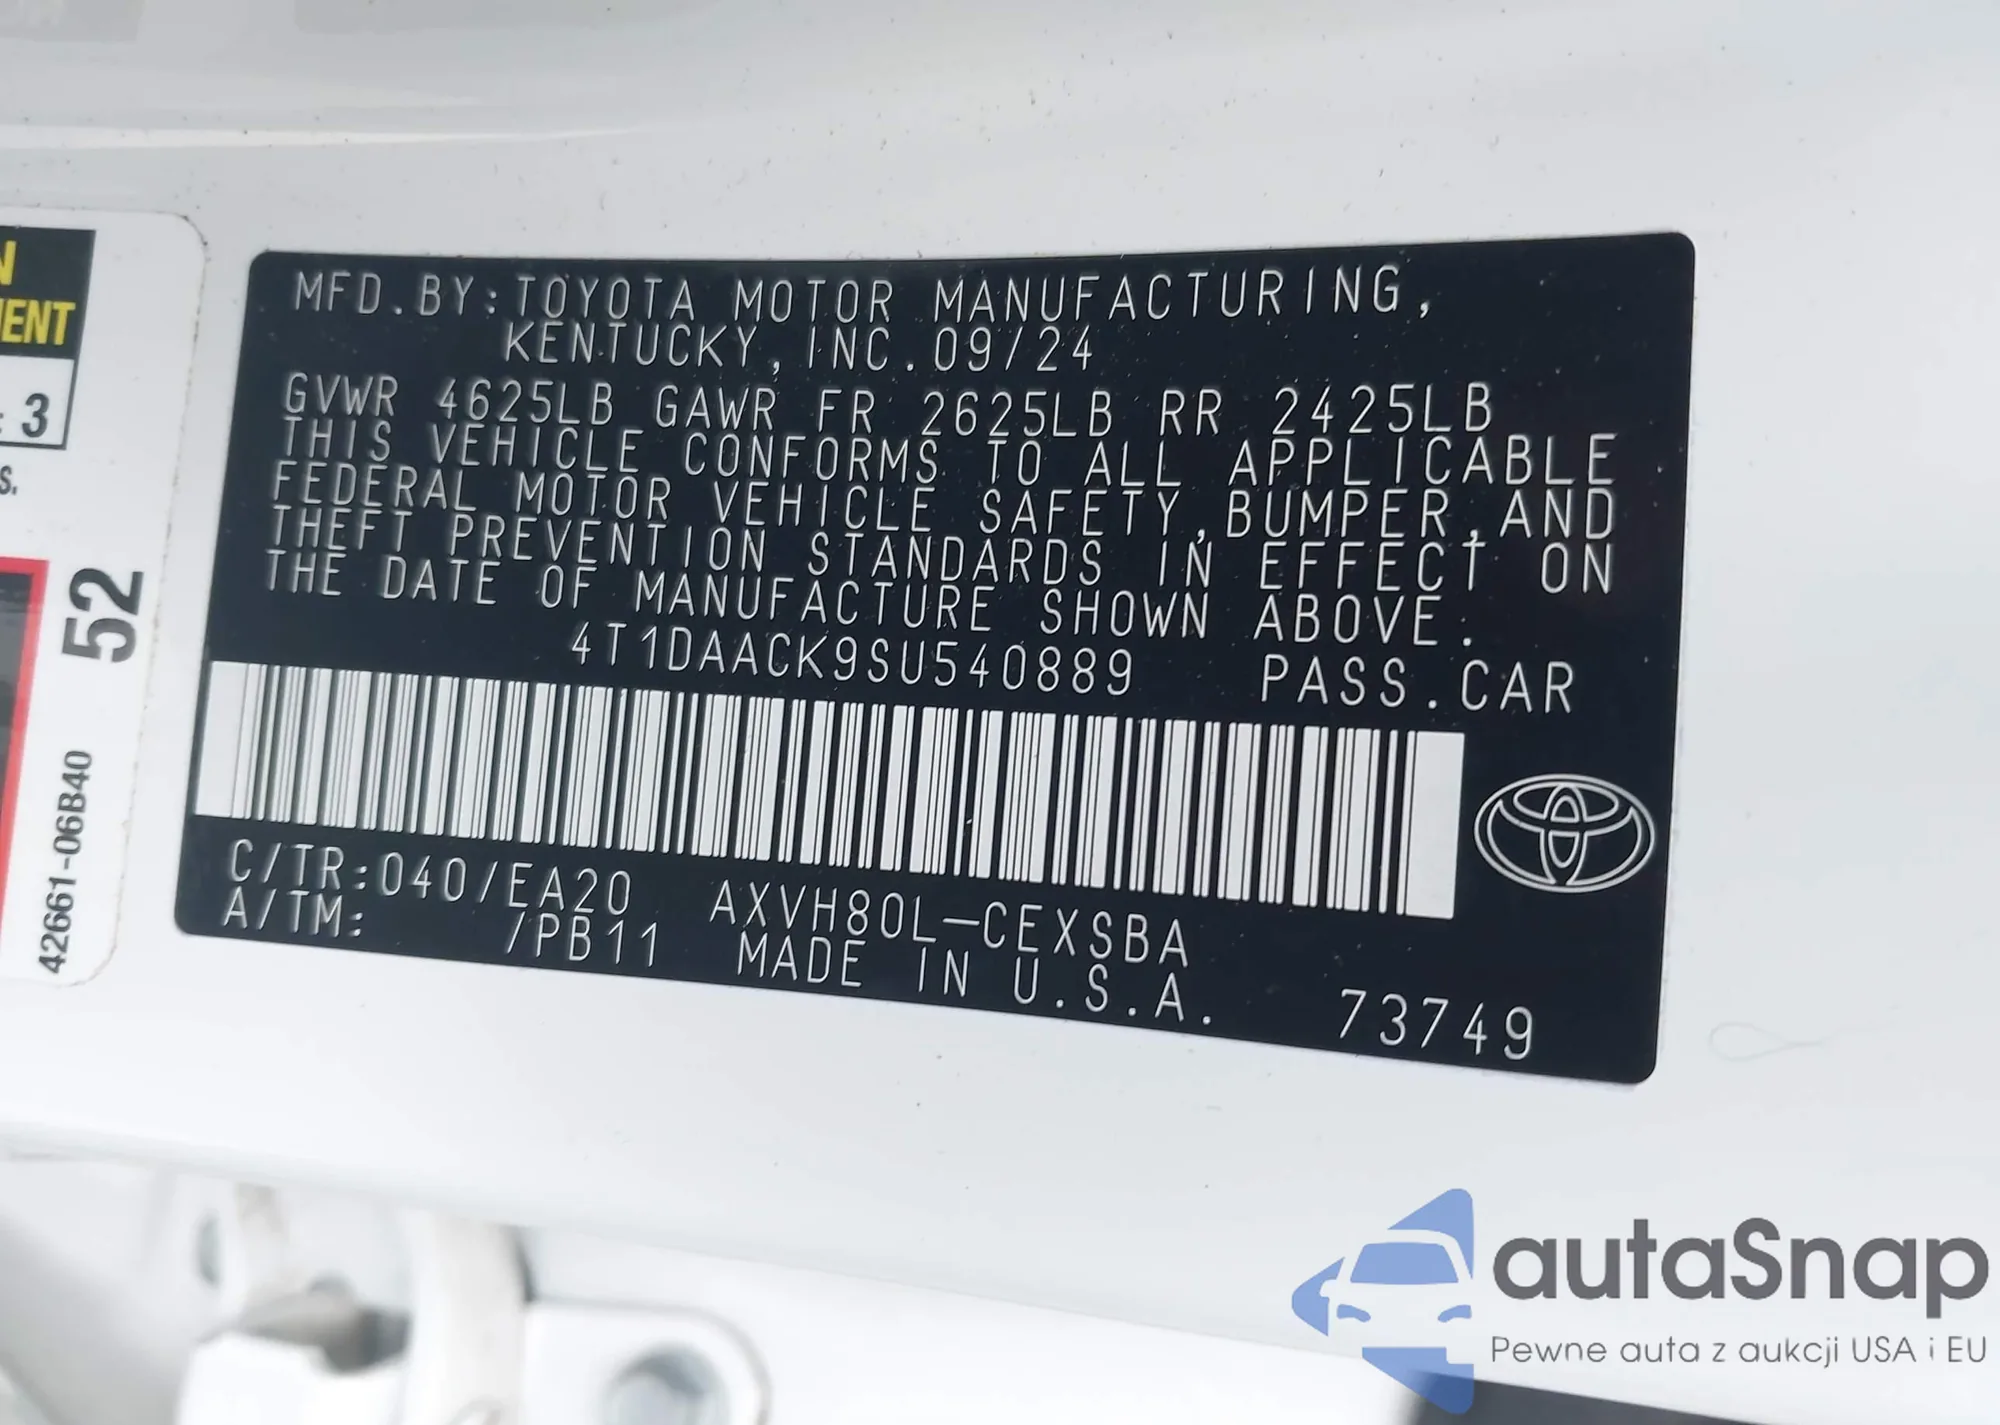 MFD.BY:TOYOTA MOTOR MANUFACTURING,
KENTUCKY, INC.09/24
GVWR 4625LB GAWR FR 2625LB RR 2425LB
THIS VEHICLE CONFORMS TO ALL APPLICABLE
FEDERAL MOTOR VEHICLE SAFETY,BUMPER,AND
THEFT PREVENTION STANDARDS IN EFFECT ON
THE DATE OF MANUFACTURE SHOWN ABOVE.
4T1DAACK9SU540889 PASS.CAR
C/TR:040/EA20 AXVH80L-CEXSBA
A/TM: /PB11 MADE IN U.S.A. 73749
N
ENT
: 3
s.
52
42661-06B40
autaSnap
Pewne auta z aukcji USA i EU